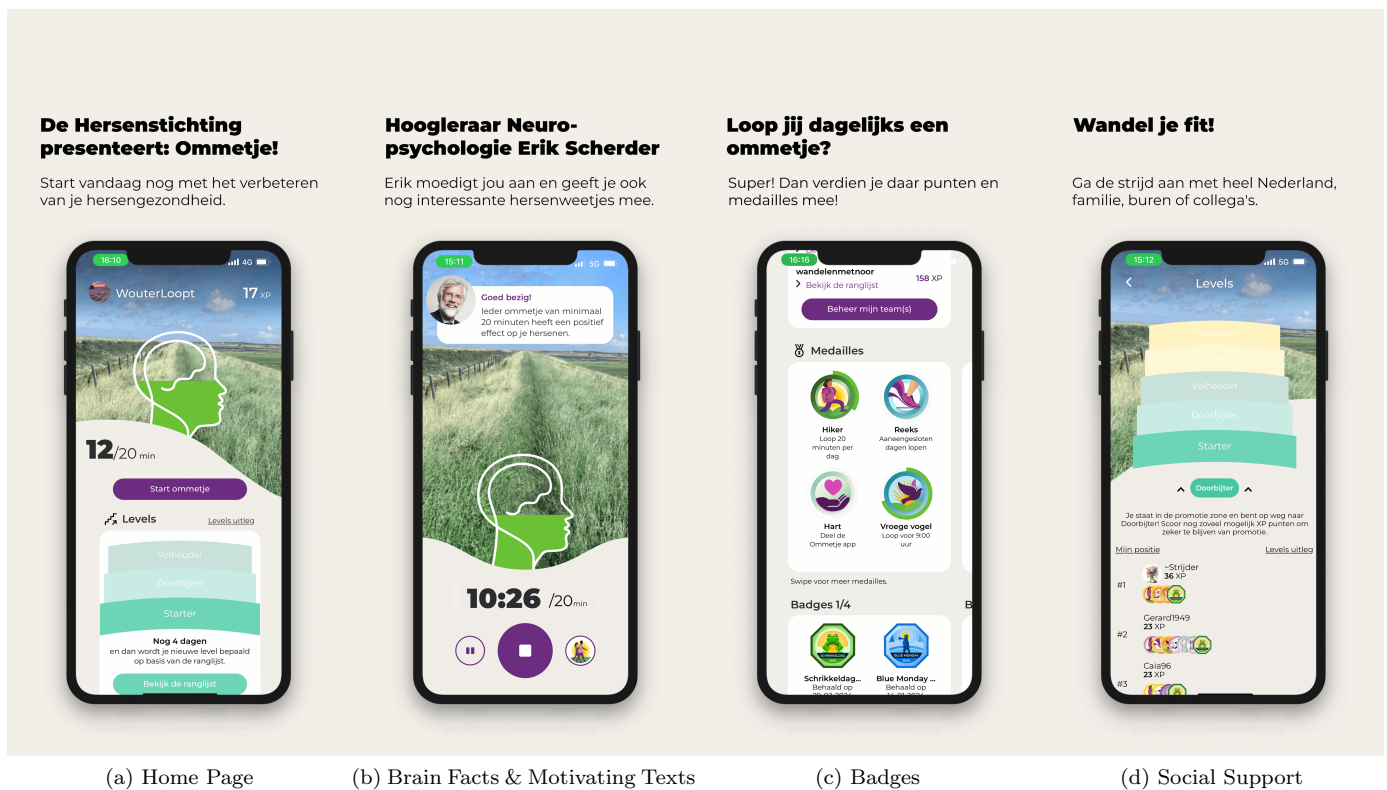 De Hersenstichting
presenteert: Ommetje!
Start vandaag nog met het verbeteren
van je hersengezondheid.
16:10
4G
WouterLoopt
17 XP
12/20 min
Start ommetje
Levels
Levels uitleg
Volhouder
Doorbijter
Starter
Nog 4 dagen
en dan wordt je nieuwe level bepaald
op basis van de ranglijst.
Bekijk de ranglijst
(a) Home Page
Hoogleraar Neuro-
psychologie Erik Scherder
Erik moedigt jou aan en geeft je ook
nog interessante hersenweetjes mee.
15:11
5G
Goed bezig!
Ieder ommetje van minimaal
20 minuten heeft een positief
effect op je hersenen.
10:26 /20min
(b) Brain Facts & Motivating Texts
Loop jij dagelijks een
ommetje?
Super! Dan verdien je daar punten en
medailles mee!
16:16
wandelenmetnoor
Bekijk de ranglijst
158 XP
Beheer mijn team(s)
Medailles
Hiker
Loop 20
minuten per
dag
Reeks
Aaneengesloten
dagen lopen
Hart
Deel de
Ommetje app
Vroege vogel
Loop voor 9:00
uur
Swipe voor meer medailles.
Badges 1/4
B
SCHRIKKELDAG
2024
BLUE MONDAY
2024
Schrikkeldag...
Behaald op
Blue Monday ...
Behaald op
(c) Badges
Wandel je fit!
Ga de strijd aan met heel Nederland,
familie, buren of collega's.
15:12
5G
Levels
Volhouder
Doorbijter
Starter
Doorbijter
Je staat in de promotie zone en bent op weg naar
Doorbijter! Scoor nog zoveel mogelijk XP punten om
zeker te blijven van promotie.
Mijn positie
Levels uitleg
#1
~Strijder
36 XP
#2
Gerard1949
23 XP
#3
Caia96
23 XP
(d) Social Support